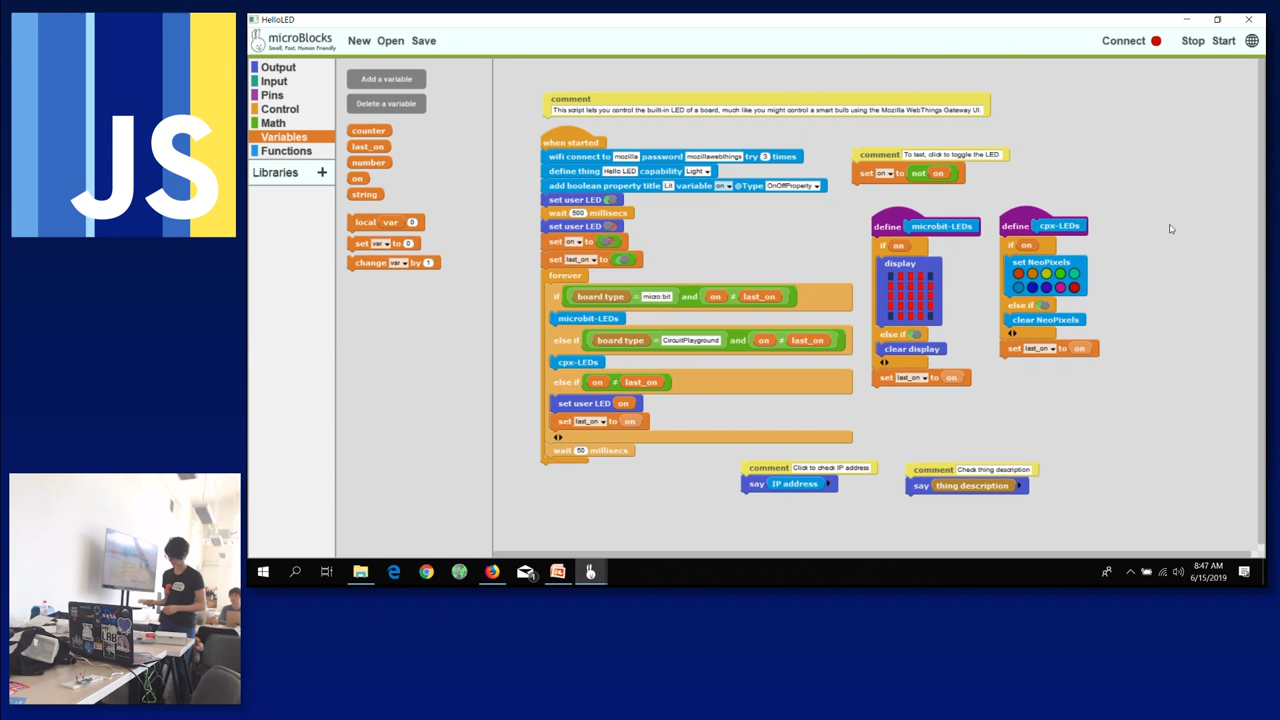 HelloLED
microBlocks
Small, Fast, Human Friendly
New Open Save
Connect
Stop Start
Output
Input
Pins
Control
Math
Variables
Functions
Libraries +
Add a variable
Delete a variable
counter
last_on
number
on
string
local var 0
set var to 0
change var by 1
comment
This script lets you control the built-in LED of a board, much like you might control a smart bulb using the Mozilla WebThings Gateway UI.
when started
wifi connect to mozilla password mozillawebthings try 3 times
define thing Hello LED capability Light
add boolean property title Lit variable on @Type OnOffProperty
set user LED
wait 500 millisecs
set user LED
set on to
set last_on to
forever
if board type = micro:bit and on ≠ last_on
microbit-LEDs
else if board type = CircuitPlayground and on ≠ last_on
cpx-LEDs
else if on ≠ last_on
set user LED on
set last_on to on
wait 50 millisecs
comment To test, click to toggle the LED.
set on to not on
define microbit-LEDs
if on
display
else if
clear display
set last_on to on
define cpx-LEDs
if on
set NeoPixels
else if
clear NeoPixels
set last_on to on
comment Click to check IP address
say IP address
comment Check thing description
say thing description
8:47 AM
6/15/2019
JS
NASA
LAB